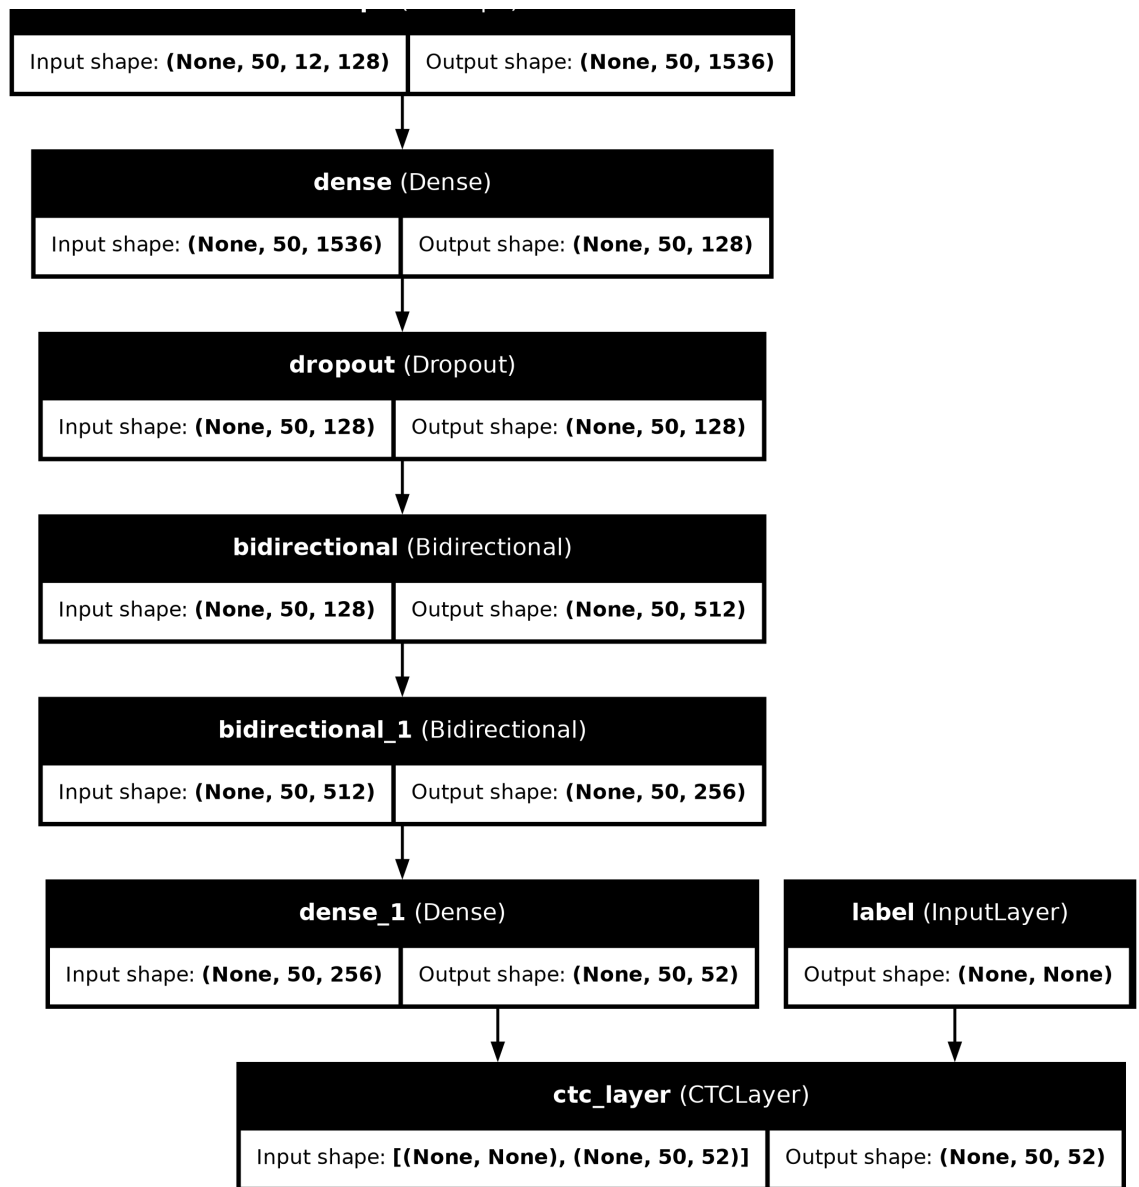 Input shape: (None, 50, 12, 128) Output shape: (None, 50, 1536)
dense (Dense)
Input shape: (None, 50, 1536) Output shape: (None, 50, 128)
dropout (Dropout)
Input shape: (None, 50, 128) Output shape: (None, 50, 128)
bidirectional (Bidirectional)
Input shape: (None, 50, 128) Output shape: (None, 50, 512)
bidirectional_1 (Bidirectional)
Input shape: (None, 50, 512) Output shape: (None, 50, 256)
dense_1 (Dense)
Input shape: (None, 50, 256) Output shape: (None, 50, 52)
label (InputLayer)
Output shape: (None, None)
ctc_layer (CTCLayer)
Input shape: [(None, None), (None, 50, 52)] Output shape: (None, 50, 52)